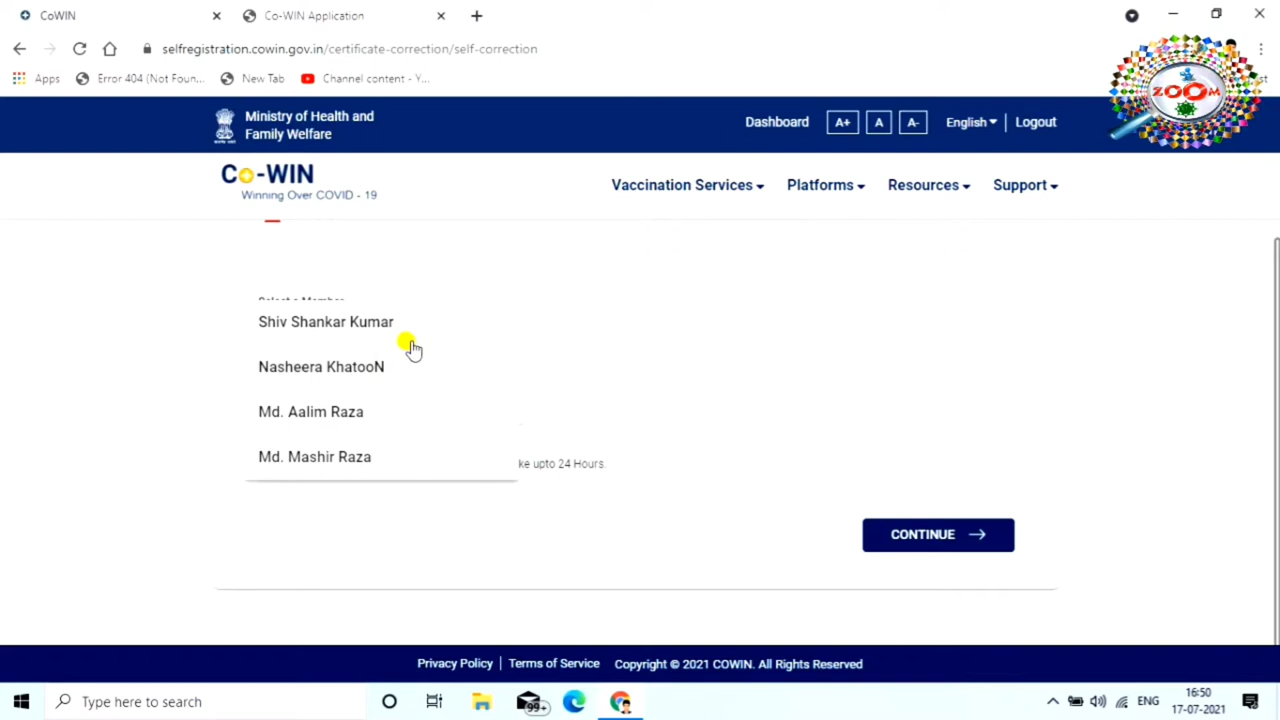 CoWIN
Co-WIN Application
selfregistration.cowin.gov.in/certificate-correction/self-correction
Apps
Error 404 (Not Foun...
New Tab
Channel content - Y...
ZOOM
Ministry of Health and
Family Welfare
Dashboard
A+
A
A-
English
Logout
Co-WIN
Winning Over COVID - 19
Vaccination Services
Platforms
Resources
Support
Select a Member
Shiv Shankar Kumar
Nasheera KhatooN
Md. Aalim Raza
Md. Mashir Raza
ke upto 24 Hours.
CONTINUE
Privacy Policy
Terms of Service
Copyright © 2021 COWIN. All Rights Reserved
Type here to search
99+
ENG
16:50
17-07-2021